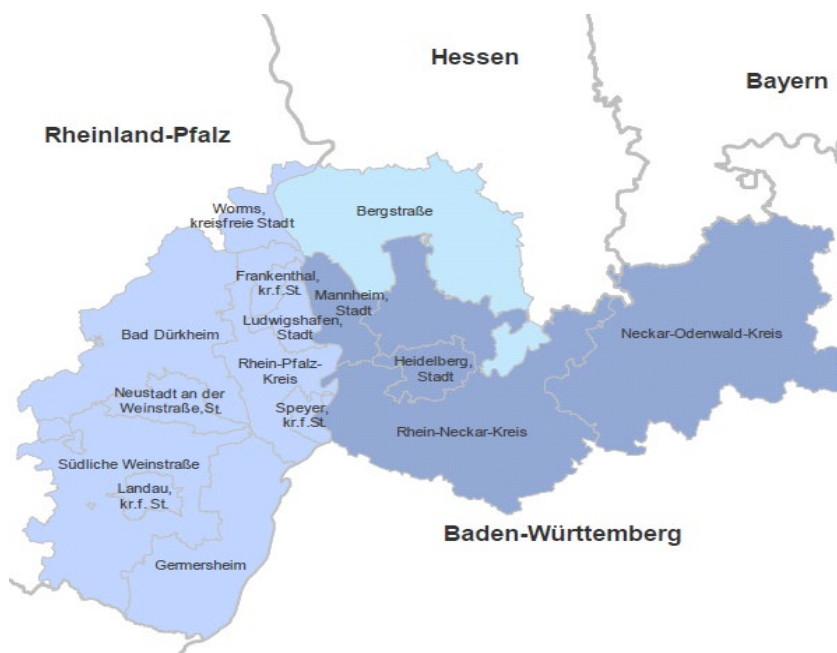 Hessen
Bayern
Rheinland-Pfalz
Bergstraße
Worms,
kreisfreie Stadt
Frankenthal,
kr.f.St.
Mannheim,
Stadt
Ludwigshafen,
Stadt
Bad Dürkheim
Neckar-Odenwald-Kreis
Rhein-Pfalz-
Kreis
Heidelberg,
Stadt
Neustadt an der
Weinstraße,St.
Speyer,
kr.f.St.
Rhein-Neckar-Kreis
Südliche Weinstraße
Landau,
kr.f. St.
Baden-Württemberg
Germersheim